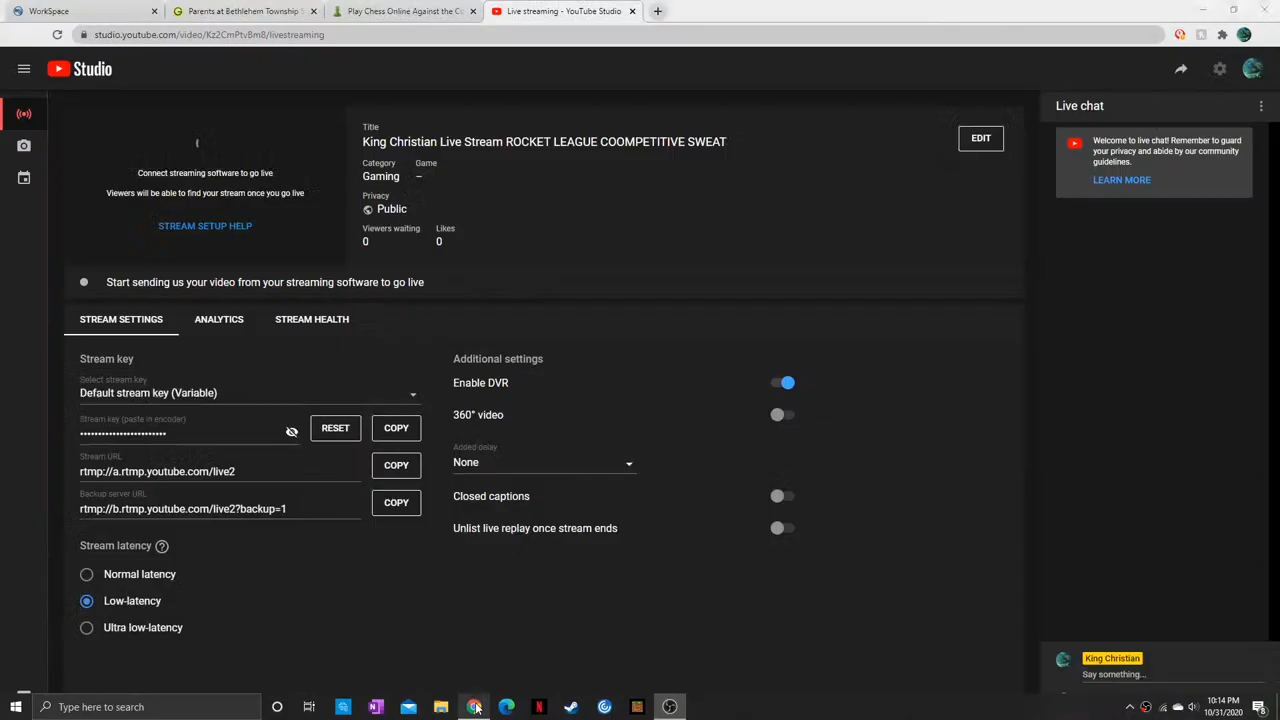 WorkSpace
Parents at Bethlehem Township S
Play Chess Online Against the Co
Live streaming - YouTube Studio
studio.youtube.com/video/Kz2CmPtvBm8/livestreaming
Studio
Connect streaming software to go live
Viewers will be able to find your stream once you go live
STREAM SETUP HELP
Title
King Christian Live Stream ROCKET LEAGUE COOMPETITIVE SWEAT
EDIT
Category Game
Gaming –
Privacy
Public
Viewers waiting Likes
0 0
Start sending us your video from your streaming software to go live
STREAM SETTINGS ANALYTICS STREAM HEALTH
Stream key
Select stream key
Default stream key (Variable)
Stream key (paste in encoder)
•••••••••••••••••••••••• RESET COPY
Stream URL
rtmp://a.rtmp.youtube.com/live2 COPY
Backup server URL
rtmp://b.rtmp.youtube.com/live2?backup=1 COPY
Stream latency
Normal latency
Low-latency
Ultra low-latency
Additional settings
Enable DVR
360° video
Added delay
None
Closed captions
Unlist live replay once stream ends
Live chat
Welcome to live chat! Remember to guard
your privacy and abide by our community
guidelines.
LEARN MORE
King Christian
Say something...
Type here to search
10:14 PM
10/31/2020